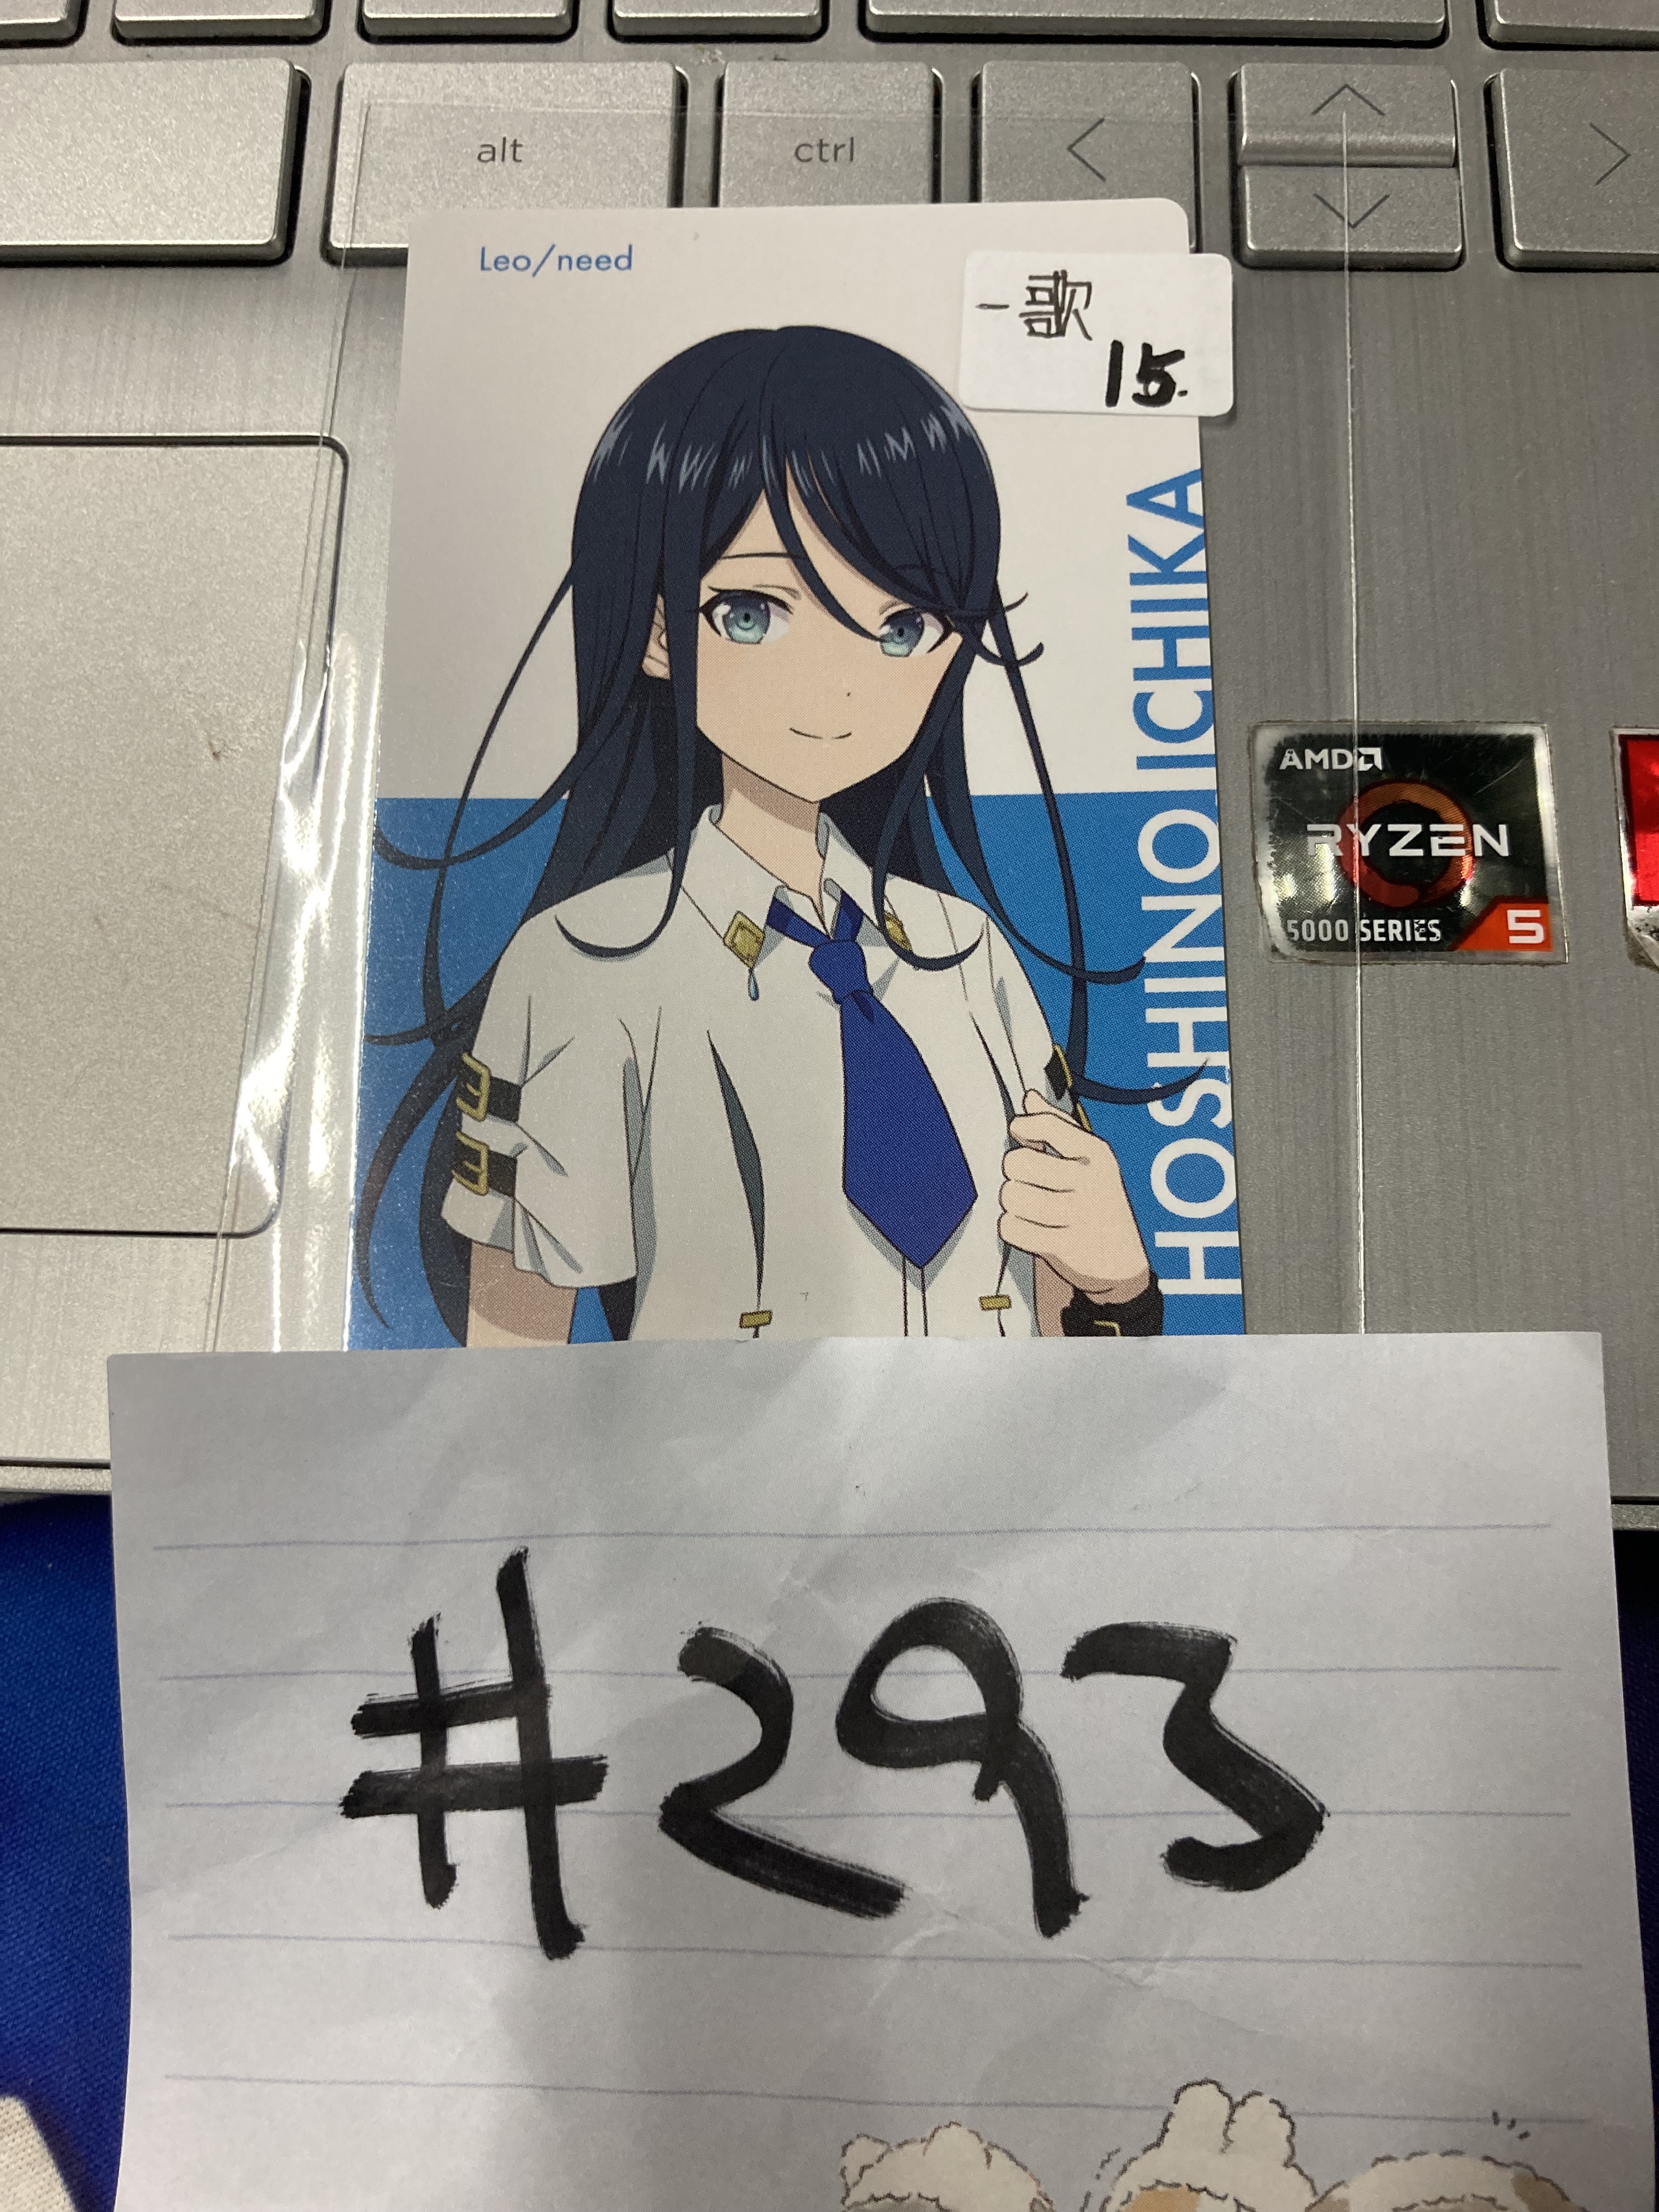 alt
ctrl
Leo/need
一歌
15.
HOSHINO ICHIKA
AMD
RYZEN
5000 SERIES
5
#293